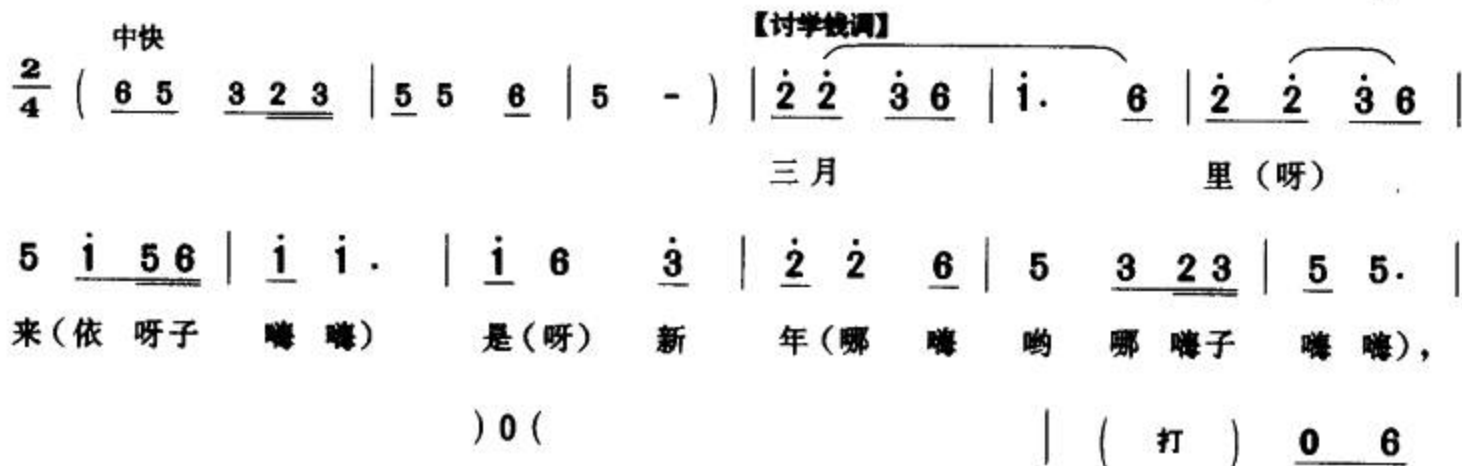 中快 【讨学钱调】
2/4 ( 6 5 3 2 3 | 5 5 6 | 5 - ) | 2̇ 2̇ 3̇ 6 | 1̇. 6 | 2̇ 2̇ 3̇ 6 |
三 月 里 (呀)
5 1̇ 5 6 | 1̇ 1̇. | 1̇ 6 3̇ | 2̇ 2̇ 6 | 5 3 2 3 | 5 5. |
来(依 呀子 嗨 嗨) 是(呀) 新 年(哪 嗨 哟 哪 嗨子 嗨 嗨),
) 0 ( | ( 打 ) 0 6